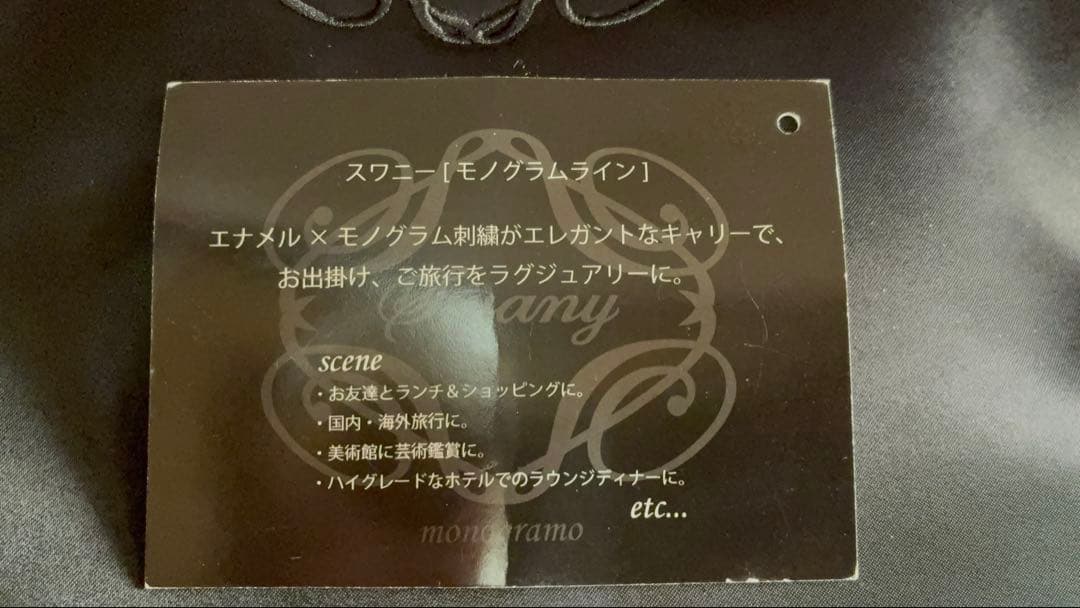 スワニー [ モノグラムライン ]
エナメル × モノグラム刺繍がエレガントなキャリーで、
お出掛け、ご旅行をラグジュアリーに。
Swany
scene
・お友達とランチ＆ショッピングに。
・国内・海外旅行に。
・美術館に芸術鑑賞に。
・ハイグレードなホテルでのラウンジディナーに。
etc...
monogramo